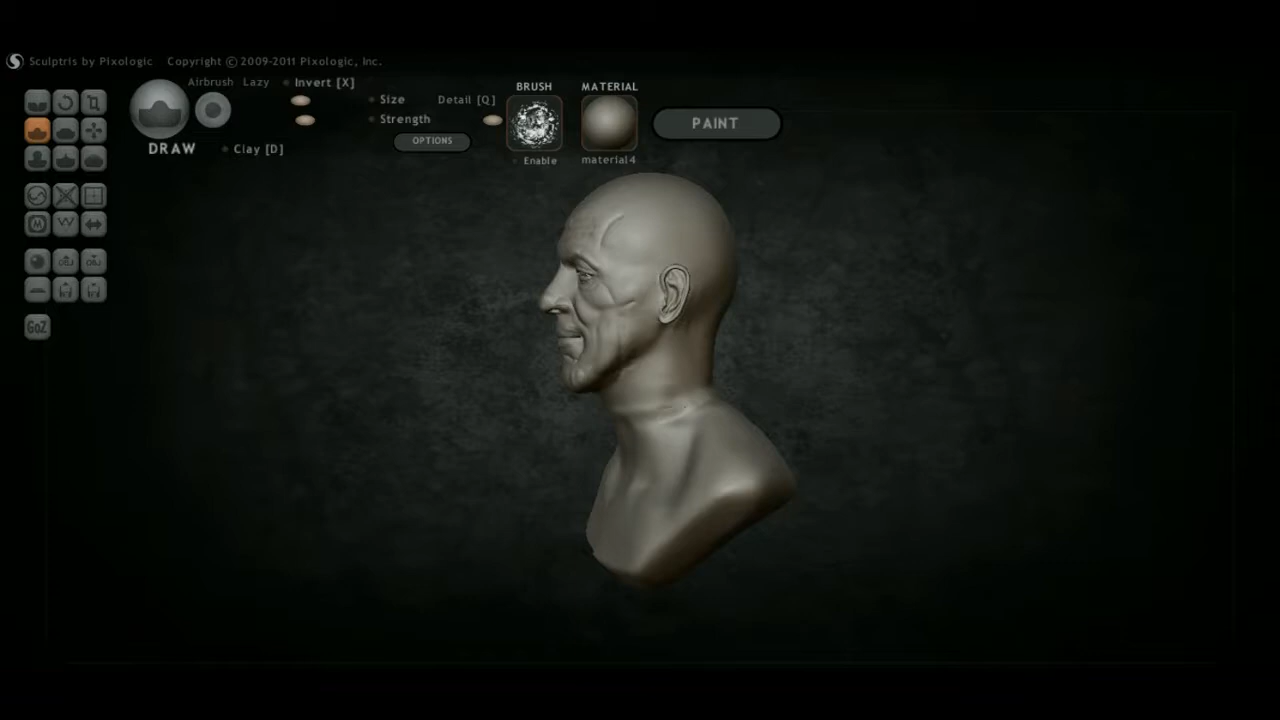 Sculptris by Pixologic Copyright © 2009-2011 Pixologic, Inc.
Airbrush Lazy Invert [X]
BRUSH MATERIAL
Size Detail [Q]
Strength
PAINT
OPTIONS
DRAW Clay [D]
Enable material4
GoZ